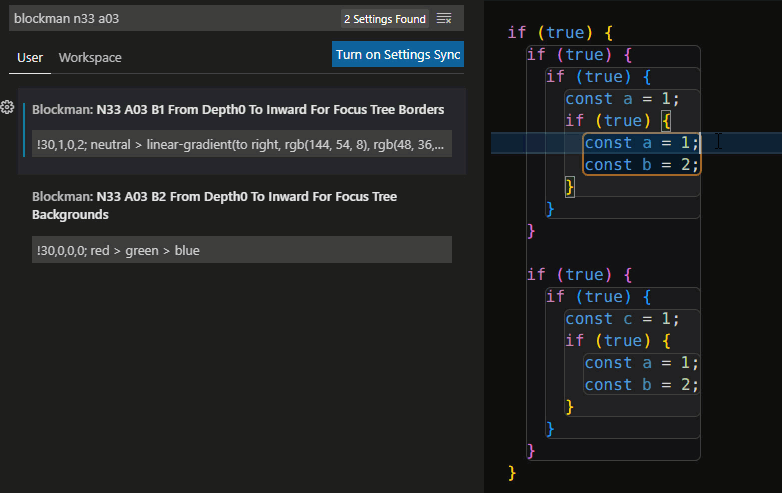 blockman n33 a03
2 Settings Found
User
Workspace
Turn on Settings Sync
Blockman: N33 A03 B1 From Depth0 To Inward For Focus Tree Borders
!30,1,0,2; neutral > linear-gradient(to right, rgb(144, 54, 8), rgb(48, 36,...
Blockman: N33 A03 B2 From Depth0 To Inward For Focus Tree
Backgrounds
!30,0,0,0; red > green > blue
if (true) {
if (true) {
if (true) {
const a = 1;
if (true) {
const a = 1;
const b = 2;
}
}
}
if (true) {
if (true) {
const c = 1;
if (true) {
const a = 1;
const b = 2;
}
}
}
}